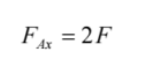 F_{Ax} = 2F